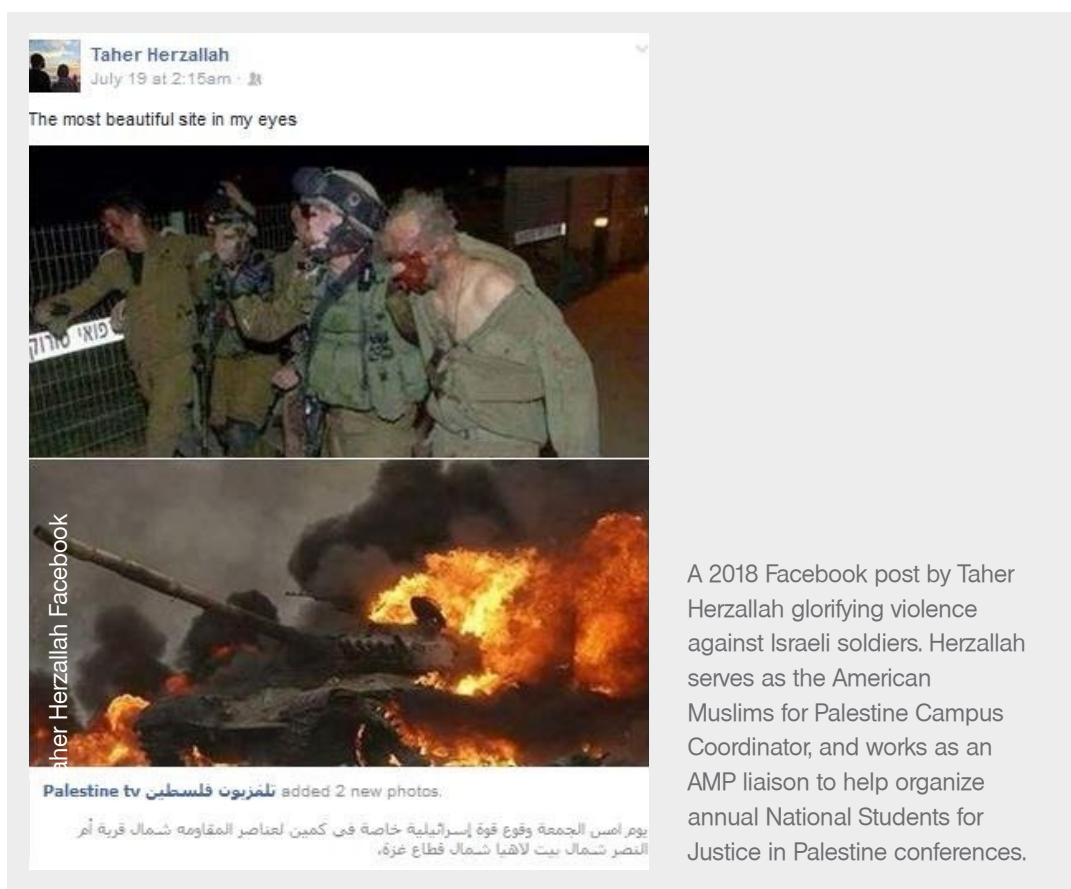 Taher Herzallah
July 19 at 2:15am ·
The most beautiful site in my eyes
aher Herzallah Facebook
Palestine tv تلفزيون فلسطين added 2 new photos.
يوم امس الجمعة وقوع قوة إسرائيلية خاصة في كمين لعناصر المقاومه شمال قرية أم
النصر شمال بيت لاهيا شمال قطاع غزة،
A 2018 Facebook post by Taher
Herzallah glorifying violence
against Israeli soldiers. Herzallah
serves as the American
Muslims for Palestine Campus
Coordinator, and works as an
AMP liaison to help organize
annual National Students for
Justice in Palestine conferences.